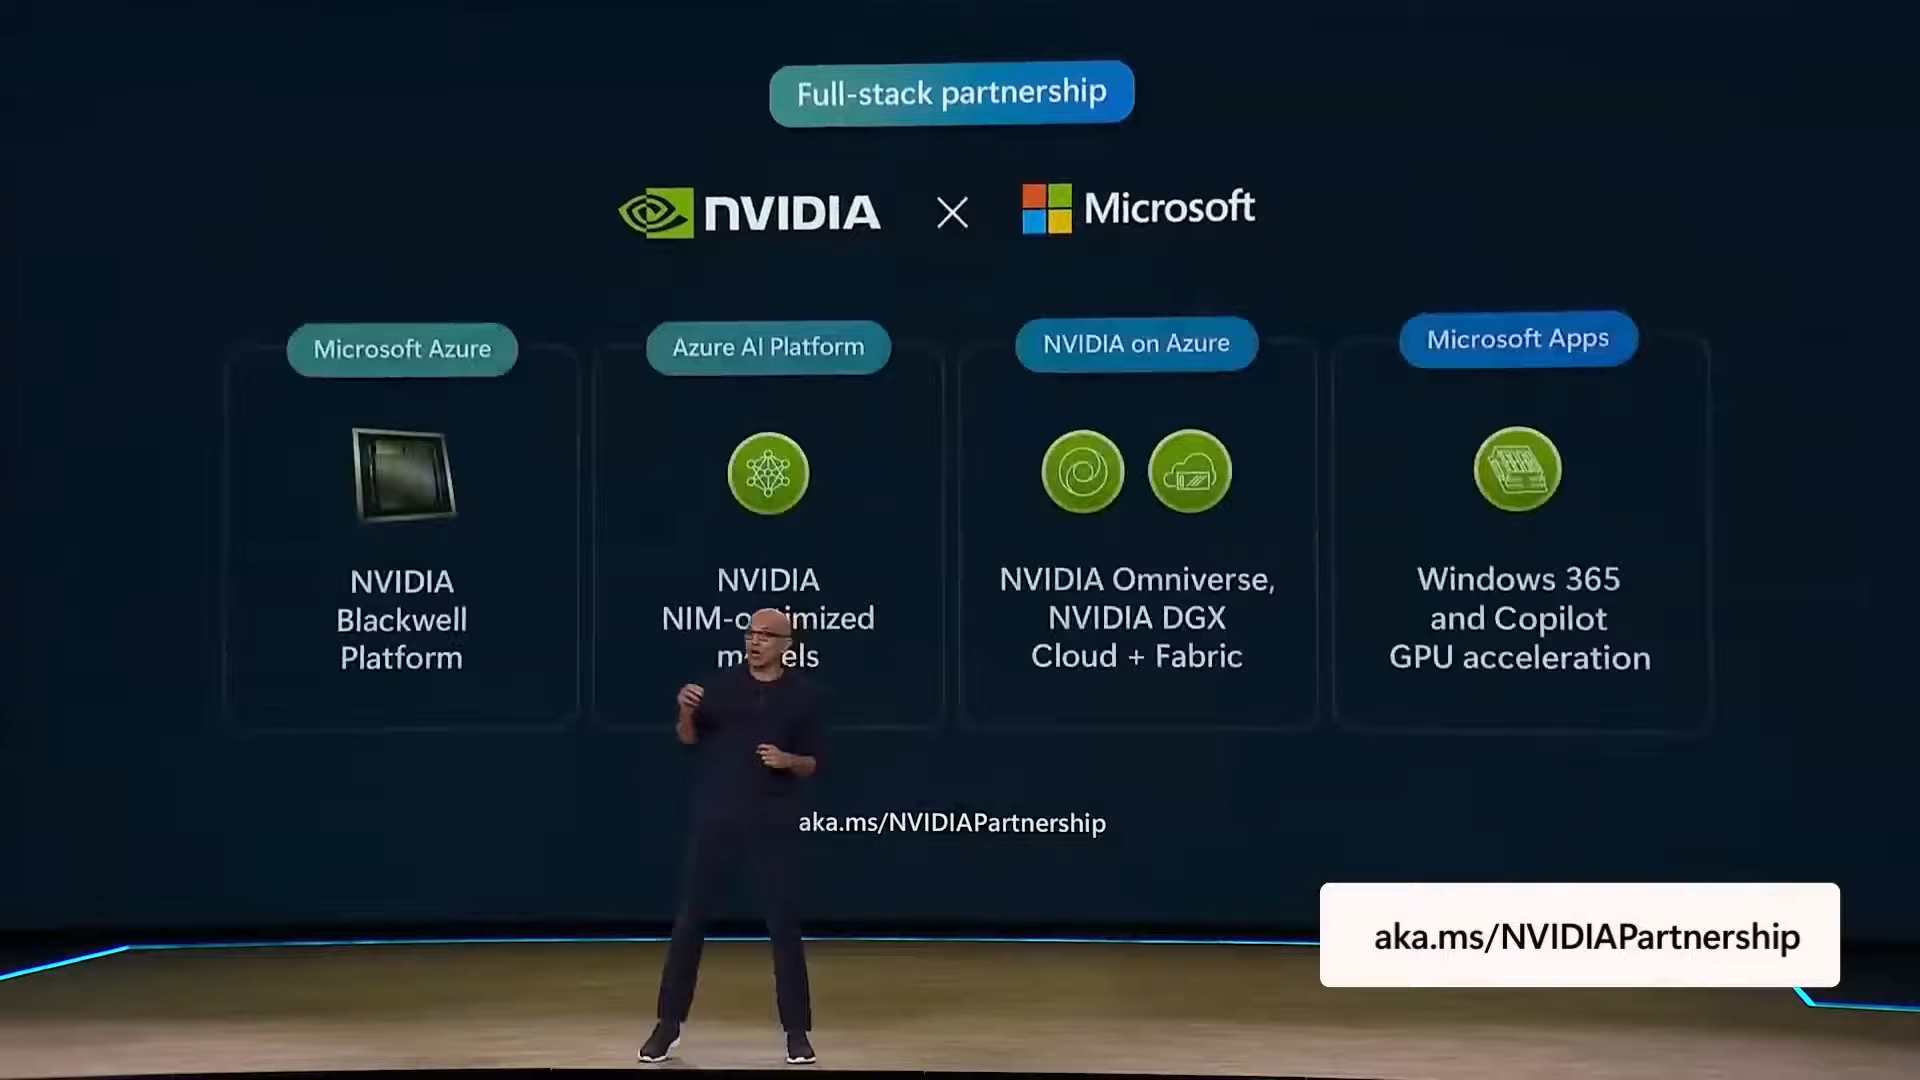 Full-stack partnership
NVIDIA × Microsoft
Microsoft Azure
NVIDIA
Blackwell
Platform
Azure AI Platform
NVIDIA
NIM-optimized
models
NVIDIA on Azure
NVIDIA Omniverse,
NVIDIA DGX
Cloud + Fabric
Microsoft Apps
Windows 365
and Copilot
GPU acceleration
aka.ms/NVIDIAPartnership
aka.ms/NVIDIAPartnership